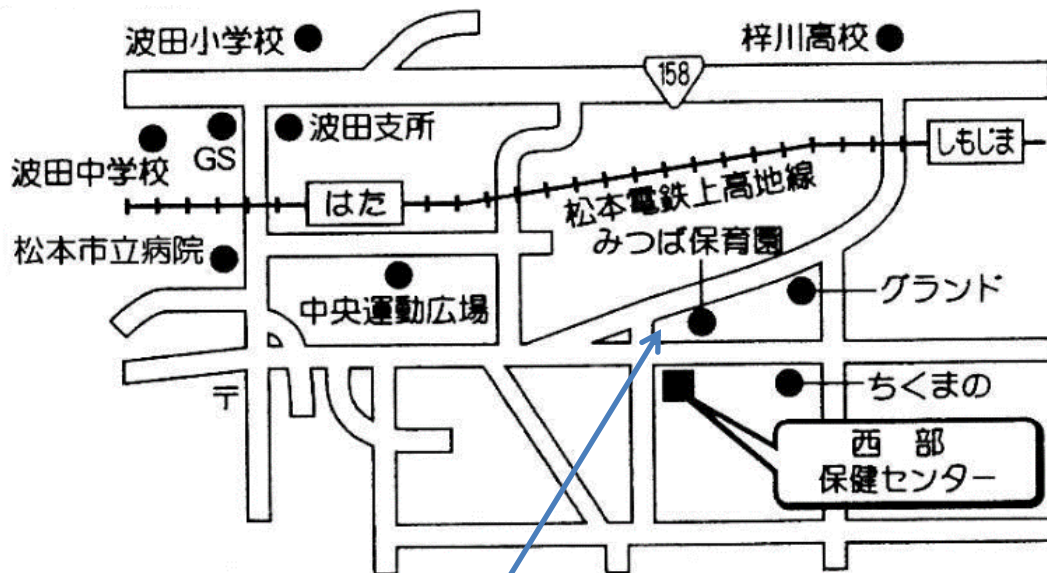 波田小学校
梓川高校
158
波田支所
GS
波田中学校
しもじま
はた
松本電鉄上高地線
みつば保育園
松本市立病院
グランド
中央運動広場
〒
ちくまの
西 部
保健センター